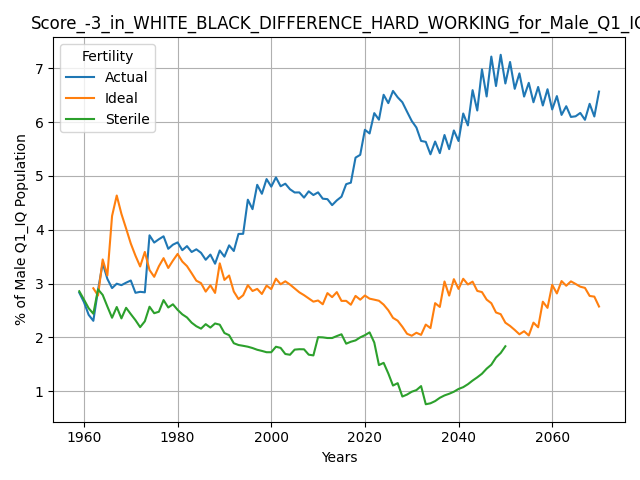 Score_-3_in_WHITE_BLACK_DIFFERENCE_HARD_WORKING_for_Male_Q1_IQ
Fertility
Actual
Ideal
Sterile
% of Male Q1_IQ Population
7
6
5
4
3
2
1
1960 1980 2000 2020 2040 2060
Years